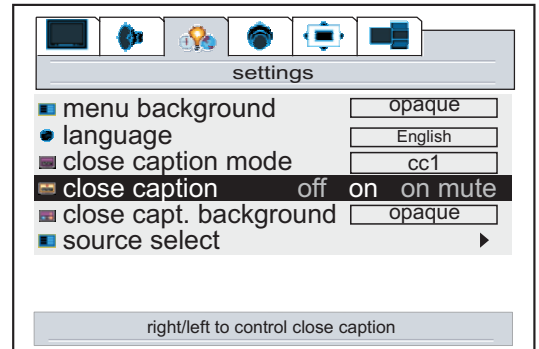 settings
menu background opaque
language English
close caption mode cc1
close caption off on on mute
close capt. background opaque
source select
right/left to control close caption